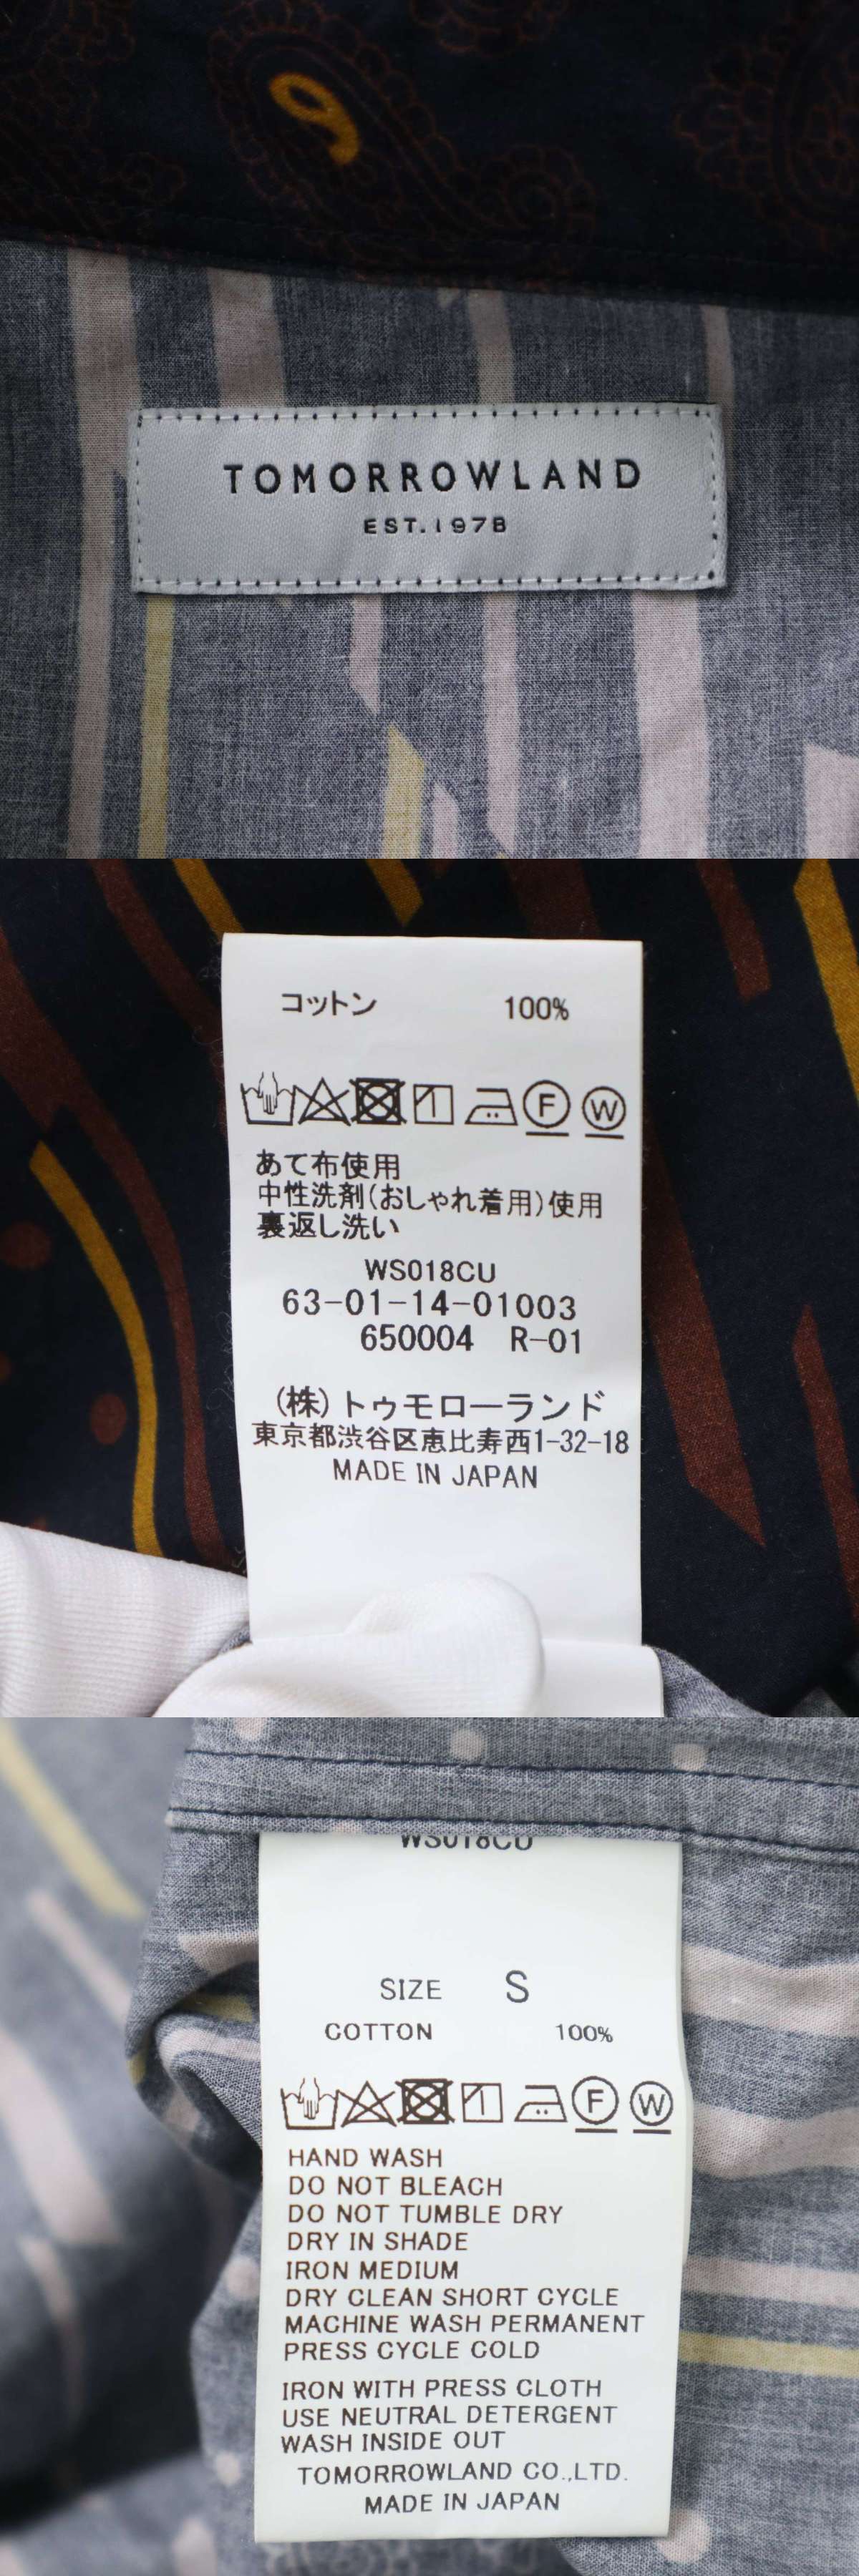 TOMORROWLAND
EST.1978
コットン 100%
F W
あて布使用
中性洗剤(おしゃれ着用)使用
裏返し洗い
WS018CU
63-01-14-01003
650004 R-01
(株)トゥモローランド
東京都渋谷区恵比寿西1-32-18
MADE IN JAPAN
WS018CU
SIZE S
COTTON 100%
F W
HAND WASH
DO NOT BLEACH
DO NOT TUMBLE DRY
DRY IN SHADE
IRON MEDIUM
DRY CLEAN SHORT CYCLE
MACHINE WASH PERMANENT
PRESS CYCLE COLD
IRON WITH PRESS CLOTH
USE NEUTRAL DETERGENT
WASH INSIDE OUT
TOMORROWLAND CO.,LTD.
MADE IN JAPAN